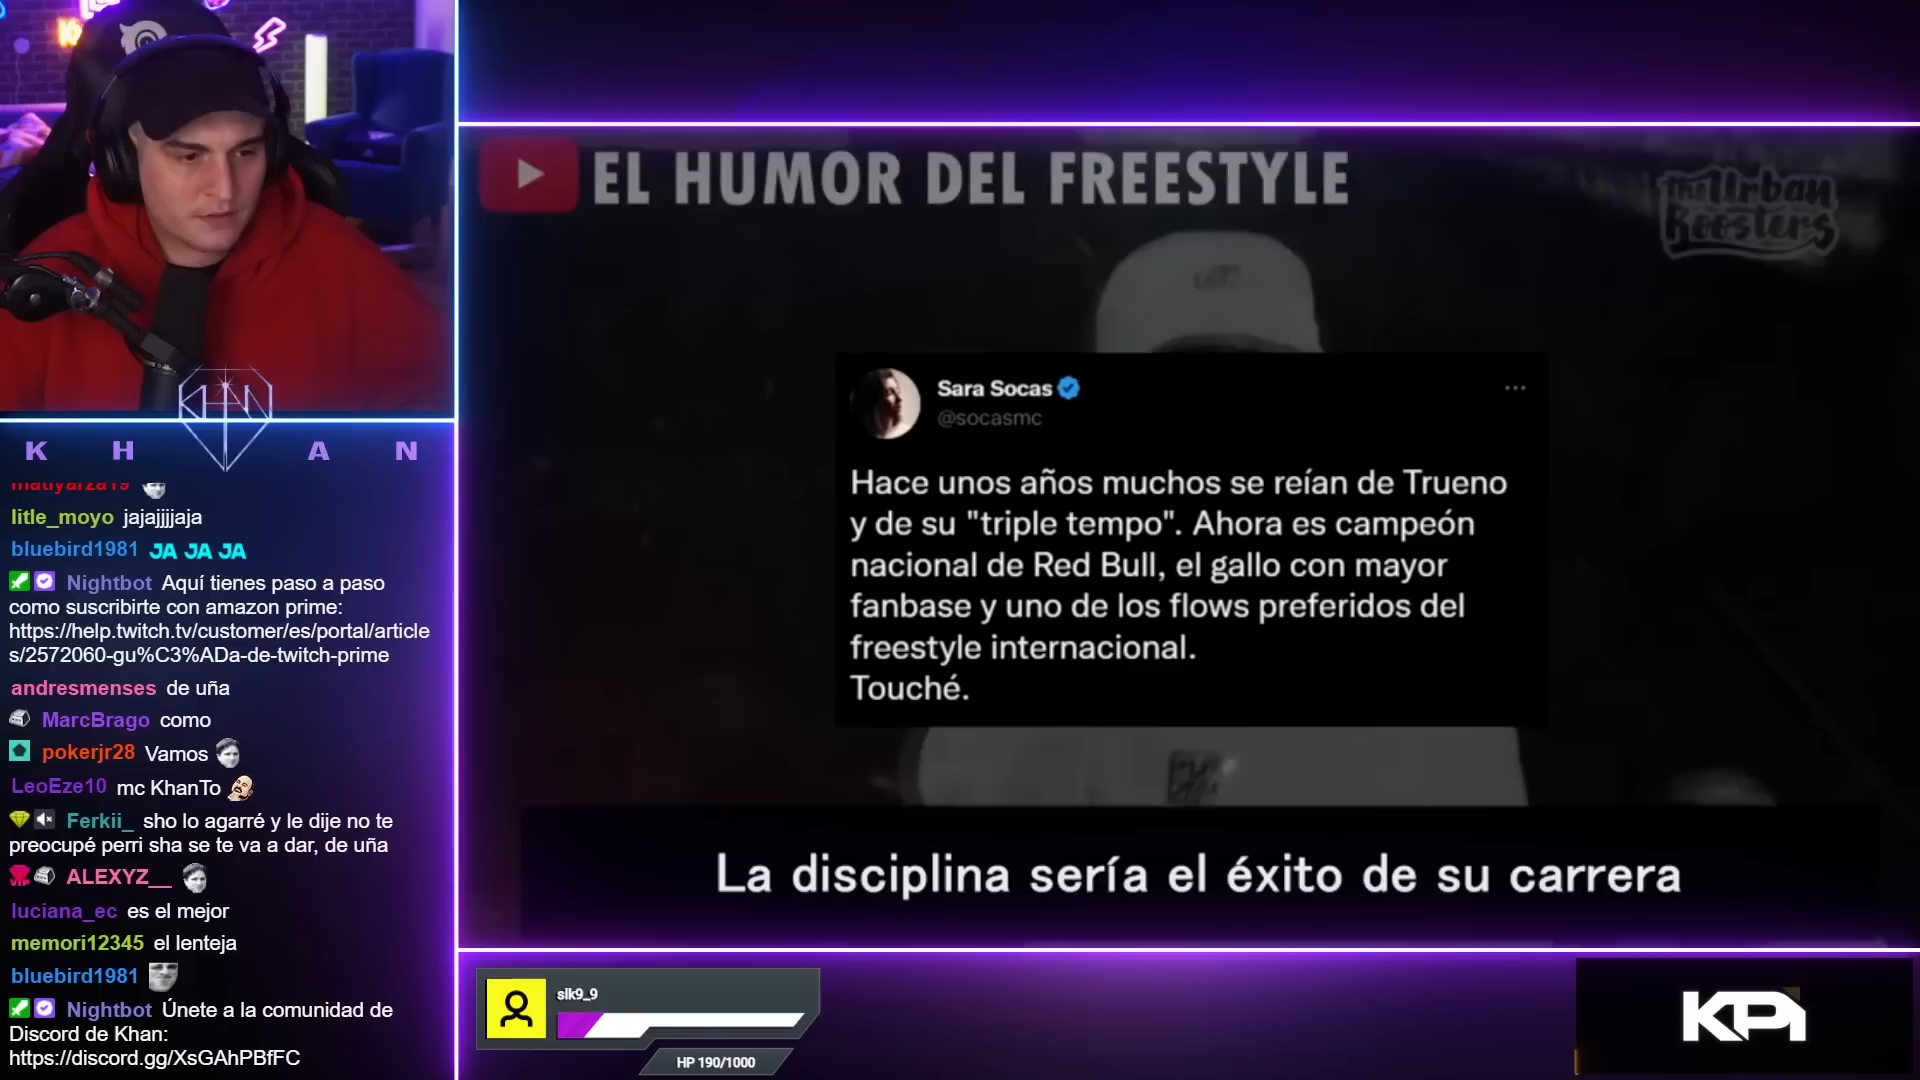 K H A N
KHAN
matiyarza19
litle_moyo jajajjjjaja
bluebird1981 JA JA JA
Nightbot Aquí tienes paso a paso
como suscribirte con amazon prime:
https://help.twitch.tv/customer/es/portal/article
s/2572060-gu%C3%ADa-de-twitch-prime
andresmenses de uña
MarcBrago como
pokerjr28 Vamos
LeoEze10 mc KhanTo
Ferkii_ sho lo agarré y le dije no te
preocupé perri sha se te va a dar, de uña
VIP ALEXYZ__
luciana_ec es el mejor
memori12345 el lenteja
bluebird1981
Nightbot Únete a la comunidad de
Discord de Khan:
https://discord.gg/XsGAhPBfFC
EL HUMOR DEL FREESTYLE
The Urban
Roosters
Sara Socas
@socasmc
Hace unos años muchos se reían de Trueno
y de su "triple tempo". Ahora es campeón
nacional de Red Bull, el gallo con mayor
fanbase y uno de los flows preferidos del
freestyle internacional.
Touché.
La disciplina sería el éxito de su carrera
slk9_9
HP 190/1000